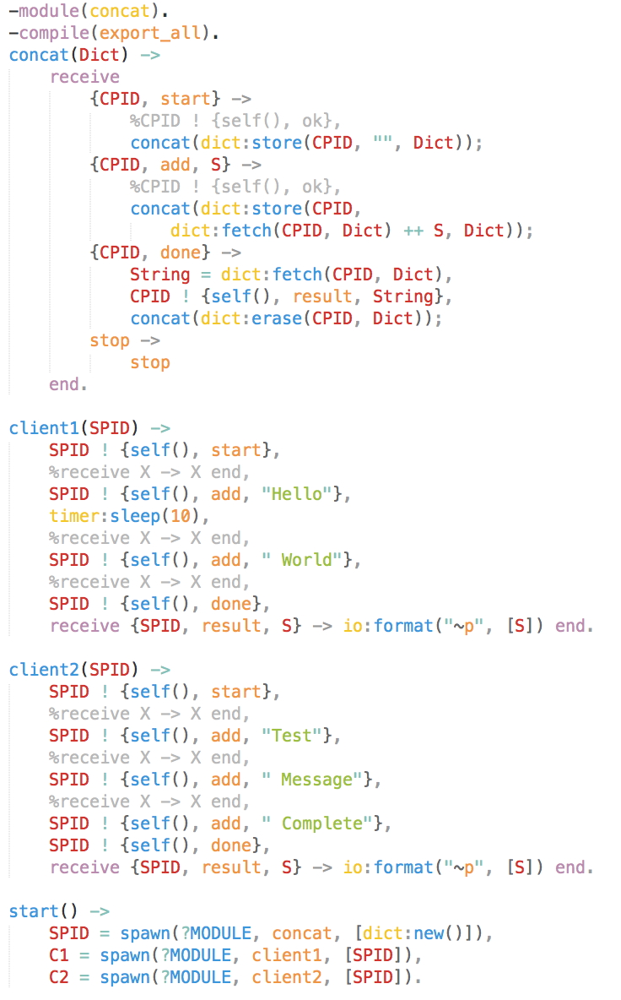 -module(concat).
-compile(export_all).
concat(Dict) ->
    receive
        {CPID, start} ->
            %CPID ! {self(), ok},
            concat(dict:store(CPID, "", Dict));
        {CPID, add, S} ->
            %CPID ! {self(), ok},
            concat(dict:store(CPID,
                dict:fetch(CPID, Dict) ++ S, Dict));
        {CPID, done} ->
            String = dict:fetch(CPID, Dict),
            CPID ! {self(), result, String},
            concat(dict:erase(CPID, Dict));
        stop ->
            stop
    end.

client1(SPID) ->
    SPID ! {self(), start},
    %receive X -> X end,
    SPID ! {self(), add, "Hello"},
    timer:sleep(10),
    %receive X -> X end,
    SPID ! {self(), add, " World"},
    %receive X -> X end,
    SPID ! {self(), done},
    receive {SPID, result, S} -> io:format("~p", [S]) end.

client2(SPID) ->
    SPID ! {self(), start},
    %receive X -> X end,
    SPID ! {self(), add, "Test"},
    %receive X -> X end,
    SPID ! {self(), add, " Message"},
    %receive X -> X end,
    SPID ! {self(), add, " Complete"},
    SPID ! {self(), done},
    receive {SPID, result, S} -> io:format("~p", [S]) end.

start() ->
    SPID = spawn(?MODULE, concat, [dict:new()]),
    C1 = spawn(?MODULE, client1, [SPID]),
    C2 = spawn(?MODULE, client2, [SPID]).